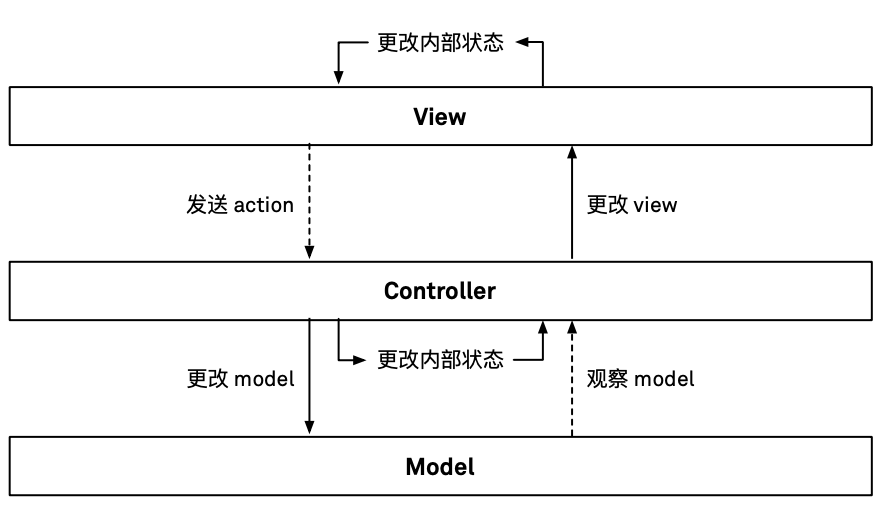 更改内部状态
View
发送 action
更改 view
Controller
更改 model
更改内部状态
观察 model
Model